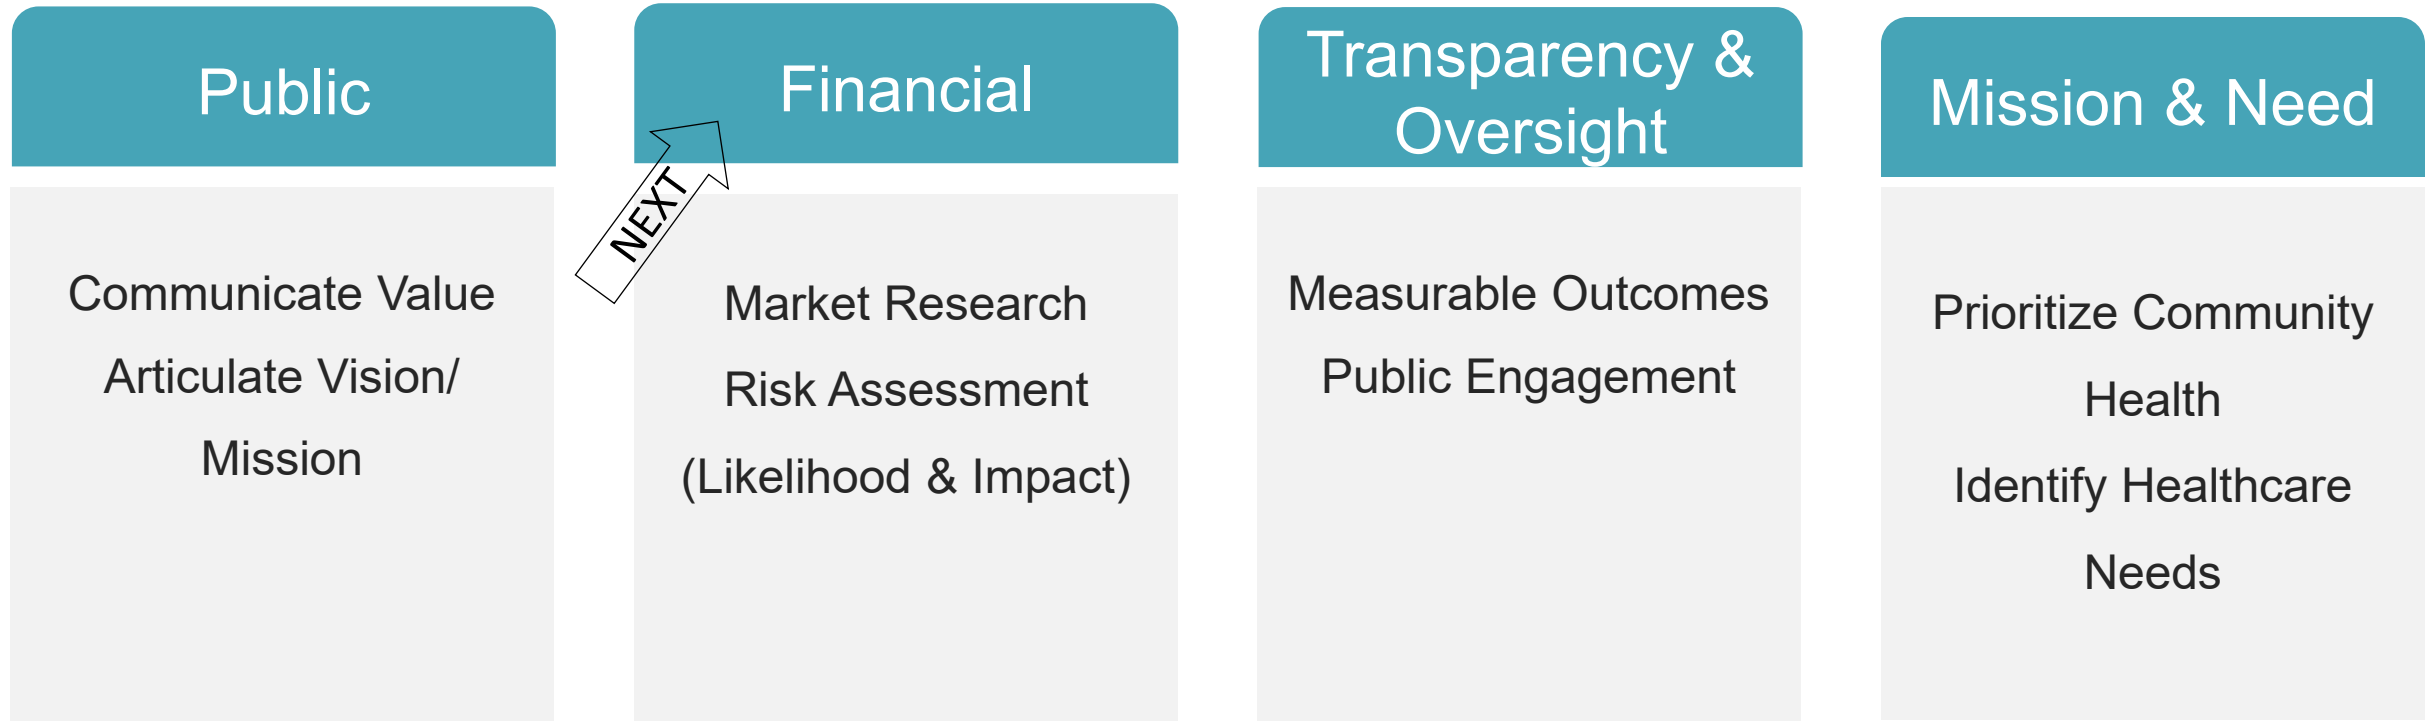 Public
Communicate Value
Articulate Vision/
Mission
NEXT
Financial
Market Research
Risk Assessment
(Likelihood & Impact)
Transparency &
Oversight
Measurable Outcomes
Public Engagement
Mission & Need
Prioritize Community
Health
Identify Healthcare
Needs